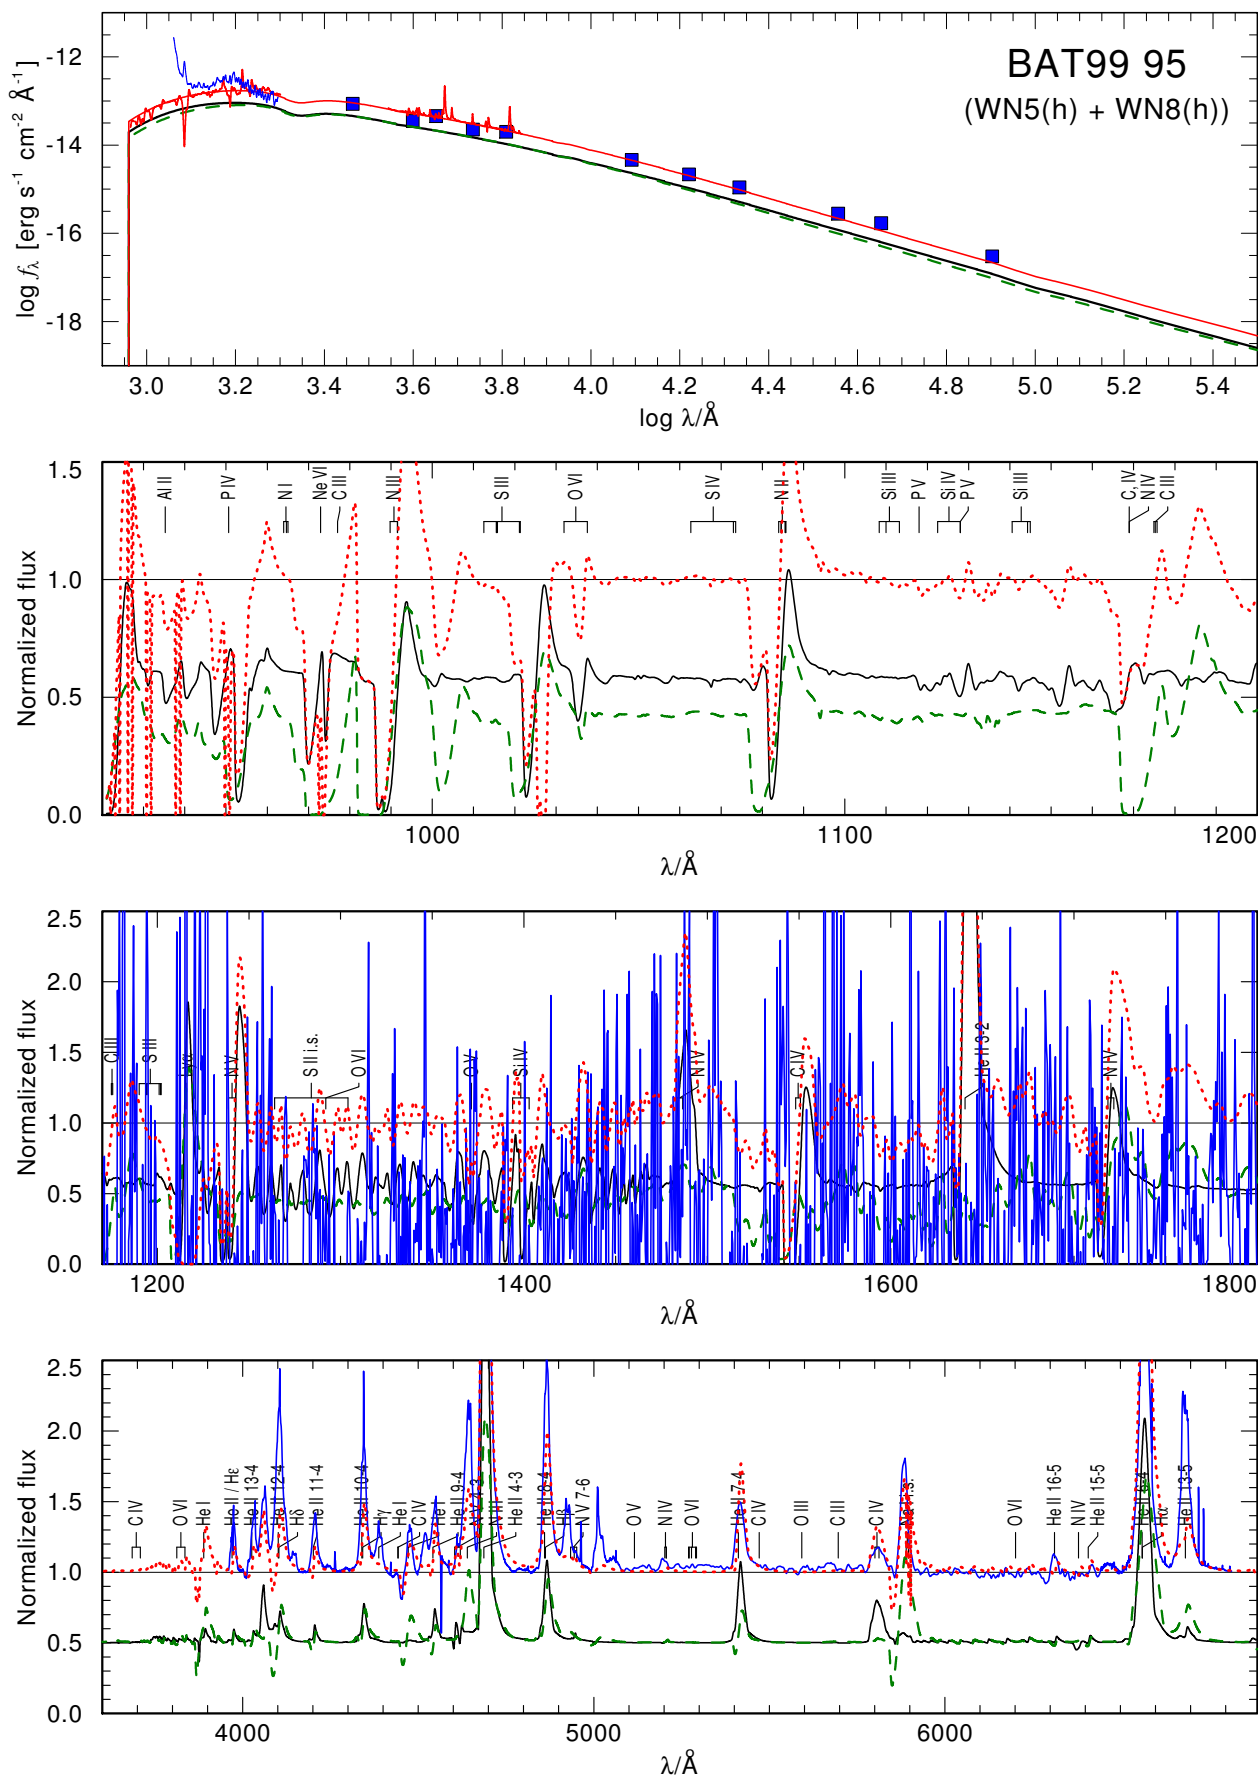 BAT99 95
(WN5(h) + WN8(h))
log fλ [erg s-1 cm-2 Å-1]
-12
-14
-16
-18
3.0 3.2 3.4 3.6 3.8 4.0 4.2 4.4 4.6 4.8 5.0 5.2 5.4
log λ/Å
Normalized flux
1.5
1.0
0.5
0.0
Al II
P IV
N I
Ne VI
C III
N III
S III
O VI
S IV
N II
Si III
P V
Si IV
P V
Si III
C, IV
N IV
C III
1000 1100 1200
λ/Å
Normalized flux
2.5
2.0
1.5
1.0
0.5
0.0
C III
S III
N V
S II i.s.
O VI
O V
Si IV
N IV
C IV
He II 3-2
N IV
1200 1400 1600 1800
λ/Å
Normalized flux
2.5
2.0
1.5
1.0
0.5
0.0
C IV
O VI
He I
He I / Hε
He II 13-4
He II 12-4
Hδ
He II 11-4
He II 10-4
Hγ
He I
C IV
He I
He II 9-4
N V 4-3
N III
He II 4-3
He II 8-4
Hβ
N V 7-6
O V
N IV
O VI
He II 7-4
C IV
O III
C III
C IV
O VI
He II 16-5
N IV
He II 15-5
Hα
He II 13-5
4000 5000 6000
λ/Å